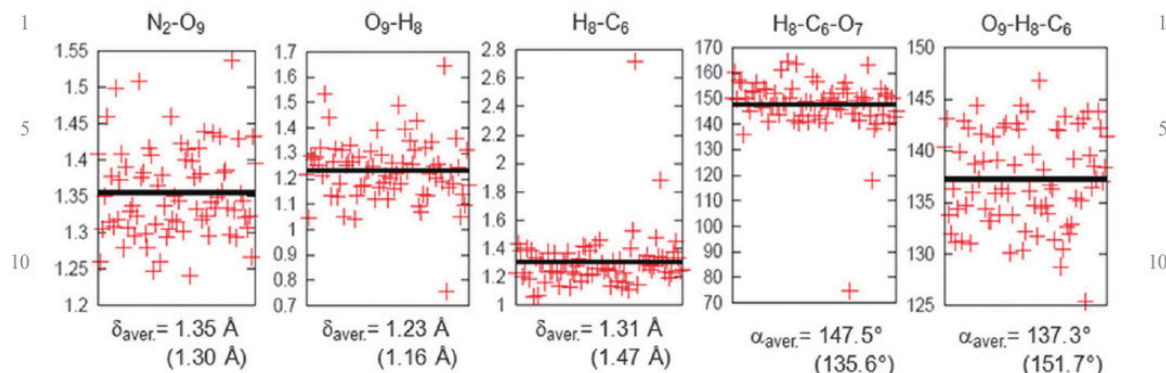 1 N₂-O₉ O₉-H₈ H₈-C₆ H₈-C₆-O₇ O₉-H₈-C₆ 1
1.55 1.7 2.8 170 150
1.6 2.6 160
1.5 1.5 2.4 150 145
1.45 1.4 2.2 140
5 1.3 2 130 140 5
1.4 1.2 1.8 120
1.35 1.1 1.6 110 135
1.3 1 1.4 100
10 0.9 90 130 10
1.25 0.8 1.2 80
1.2 0.7 1 70 125
δaver.= 1.35 Å δaver.= 1.23 Å δaver.= 1.31 Å αaver.= 147.5° αaver.= 137.3°
(1.30 Å) (1.16 Å) (1.47 Å) (135.6°) (151.7°)